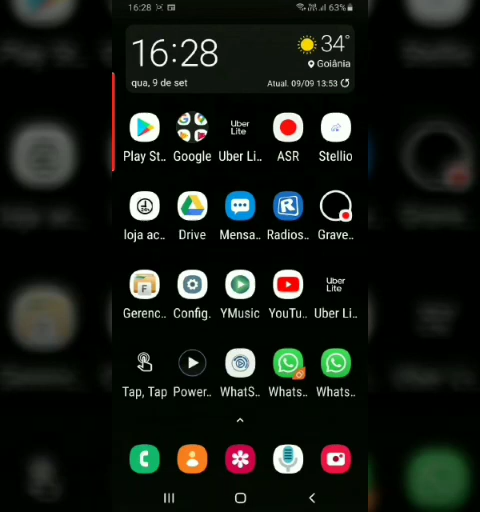 16:28
63%
16:28
34°
Goiânia
qua, 9 de set
Atual. 09/09 13:53
Play St.. Google Uber Li.. ASR Stellio
Uber Lite
loja ac.. Drive Mensa.. Radios.. Grave..
Gerenc.. Config. YMusic YouTu.. Uber Li..
Uber Lite
Tap, Tap Power.. WhatS.. Whats.. Whats..